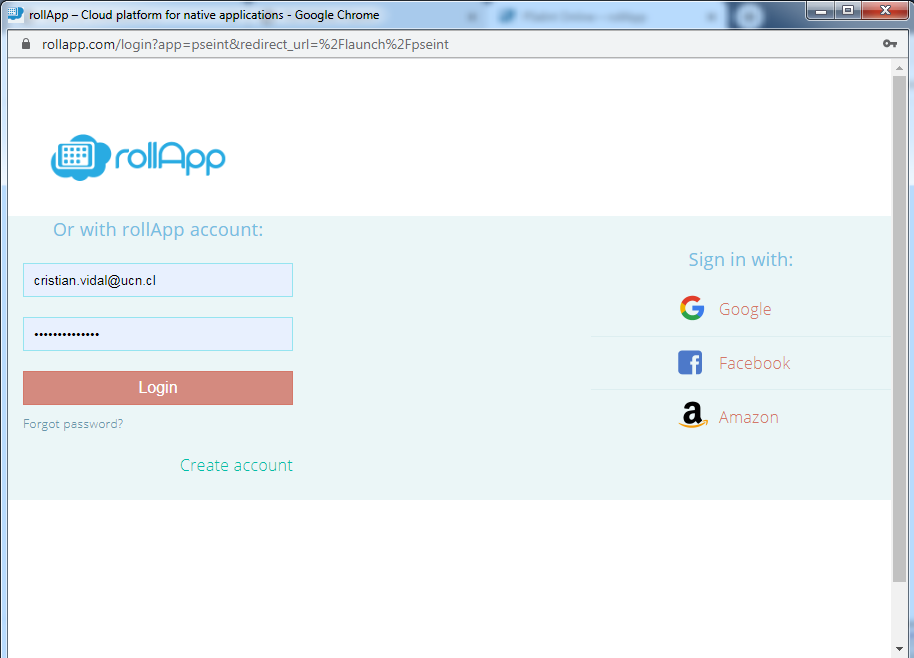 rollApp – Cloud platform for native applications - Google Chrome
rollapp.com/login?app=pseint&redirect_url=%2Flaunch%2Fpseint
rollApp
Or with rollApp account:
cristian.vidal@ucn.cl
••••••••••••••
Login
Forgot password?
Create account
Sign in with:
Google
Facebook
Amazon